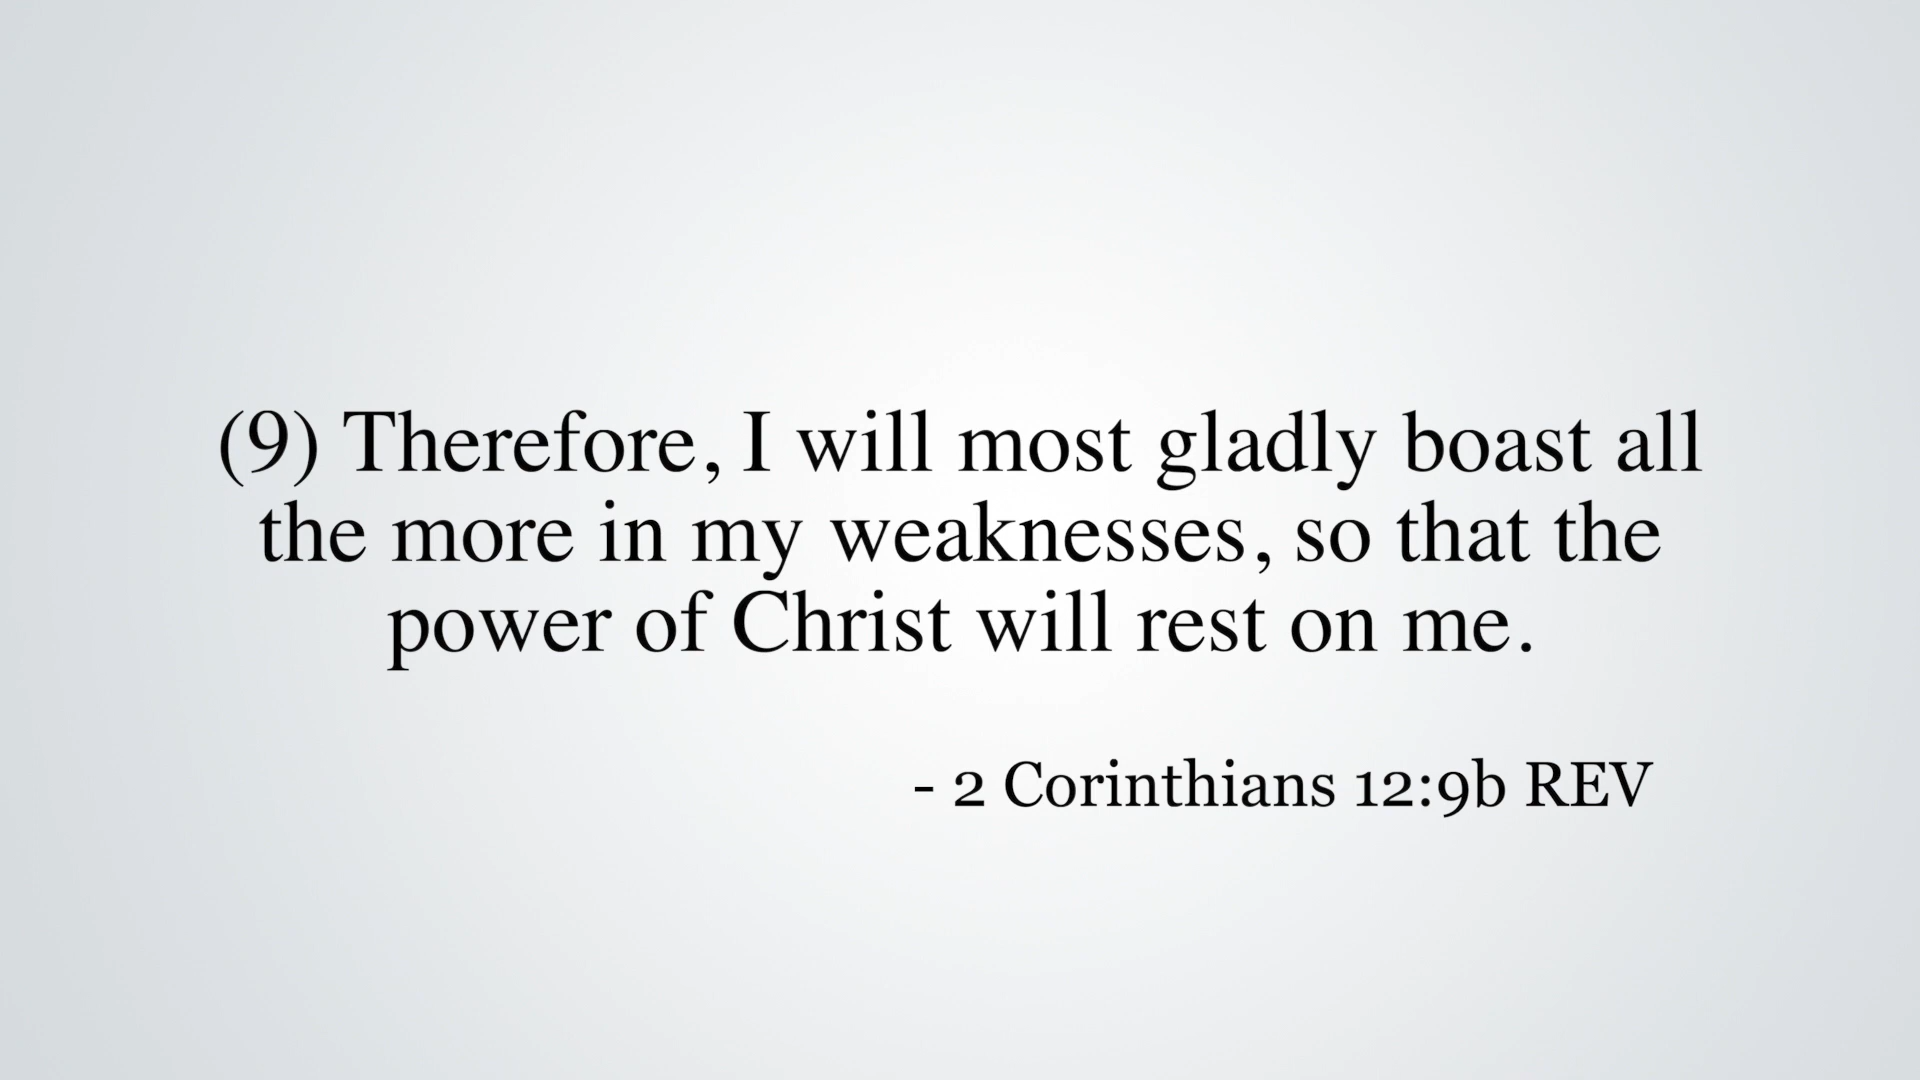 (9) Therefore, I will most gladly boast all
the more in my weaknesses, so that the
power of Christ will rest on me.
- 2 Corinthians 12:9b REV